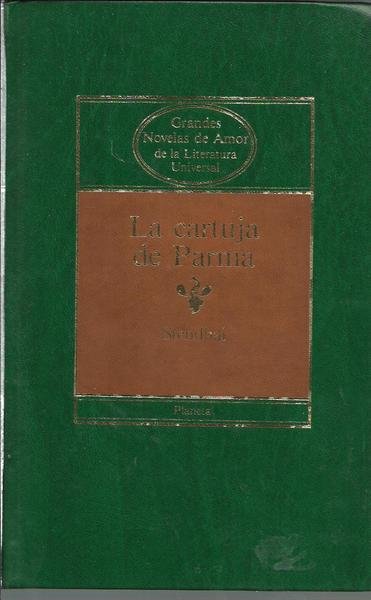 Grandes
Novelas de Amor
de la Literatura
Universal
La cartuja
de Parma
Stendhal
Planeta